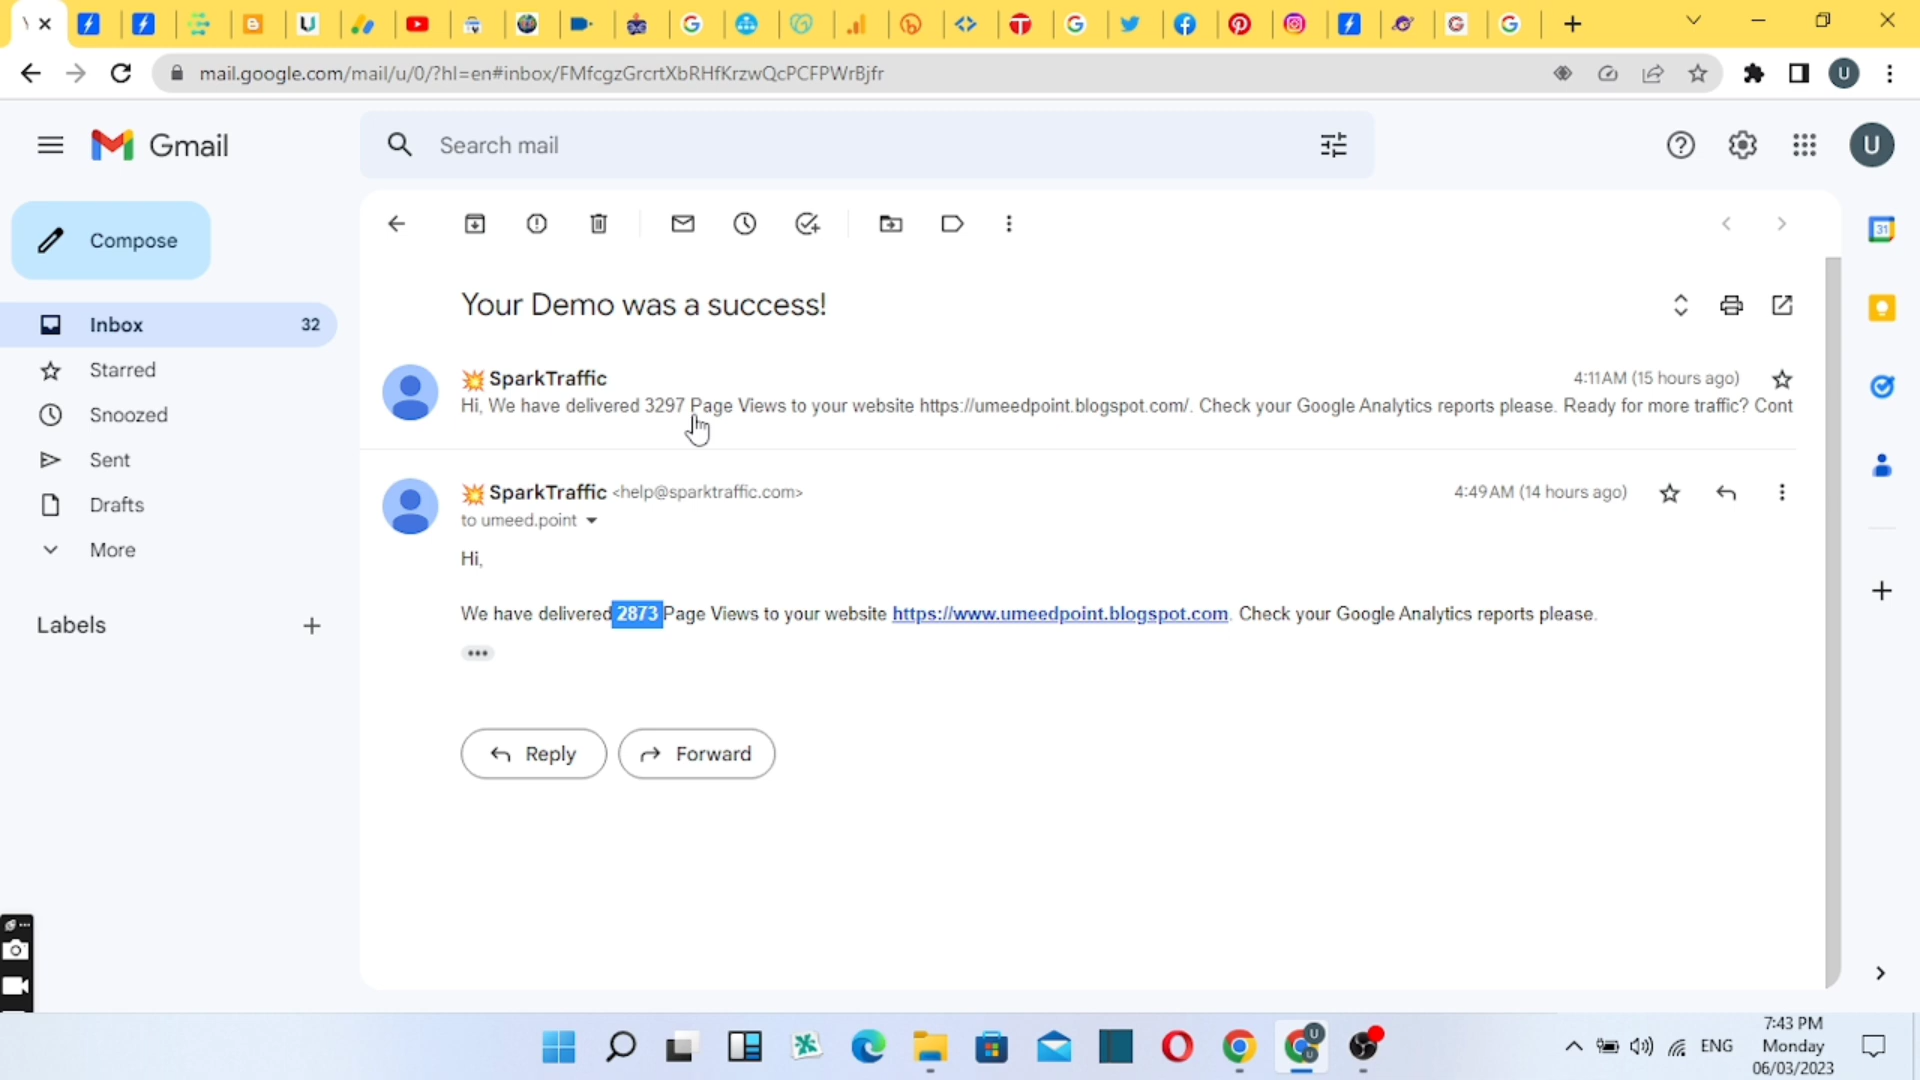 mail.google.com/mail/u/0/?hl=en#inbox/FMfcgzGrcrtXbRHfKrzwQcPCFPWrBjfr
U
Gmail
Search mail
U
Compose
Inbox 32
Starred
Snoozed
Sent
Drafts
More
Labels
Your Demo was a success!
SparkTraffic 4:11 AM (15 hours ago)
Hi, We have delivered 3297 Page Views to your website https://umeedpoint.blogspot.com/. Check your Google Analytics reports please. Ready for more traffic? Cont
SparkTraffic <help@sparktraffic.com> 4:49 AM (14 hours ago)
to umeed.point
Hi,
We have delivered 2873 Page Views to your website https://www.umeedpoint.blogspot.com. Check your Google Analytics reports please.
Reply
Forward
31
ENG
7:43 PM
Monday
06/03/2023